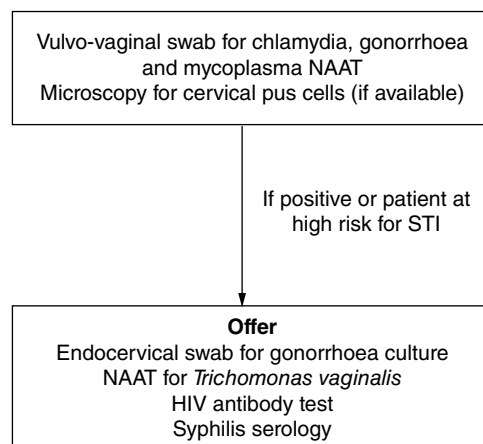 Vulvo-vaginal swab for chlamydia, gonorrhoea
and mycoplasma NAAT
Microscopy for cervical pus cells (if available)
If positive or patient at
high risk for STI
Offer
Endocervical swab for gonorrhoea culture
NAAT for Trichomonas vaginalis
HIV antibody test
Syphilis serology